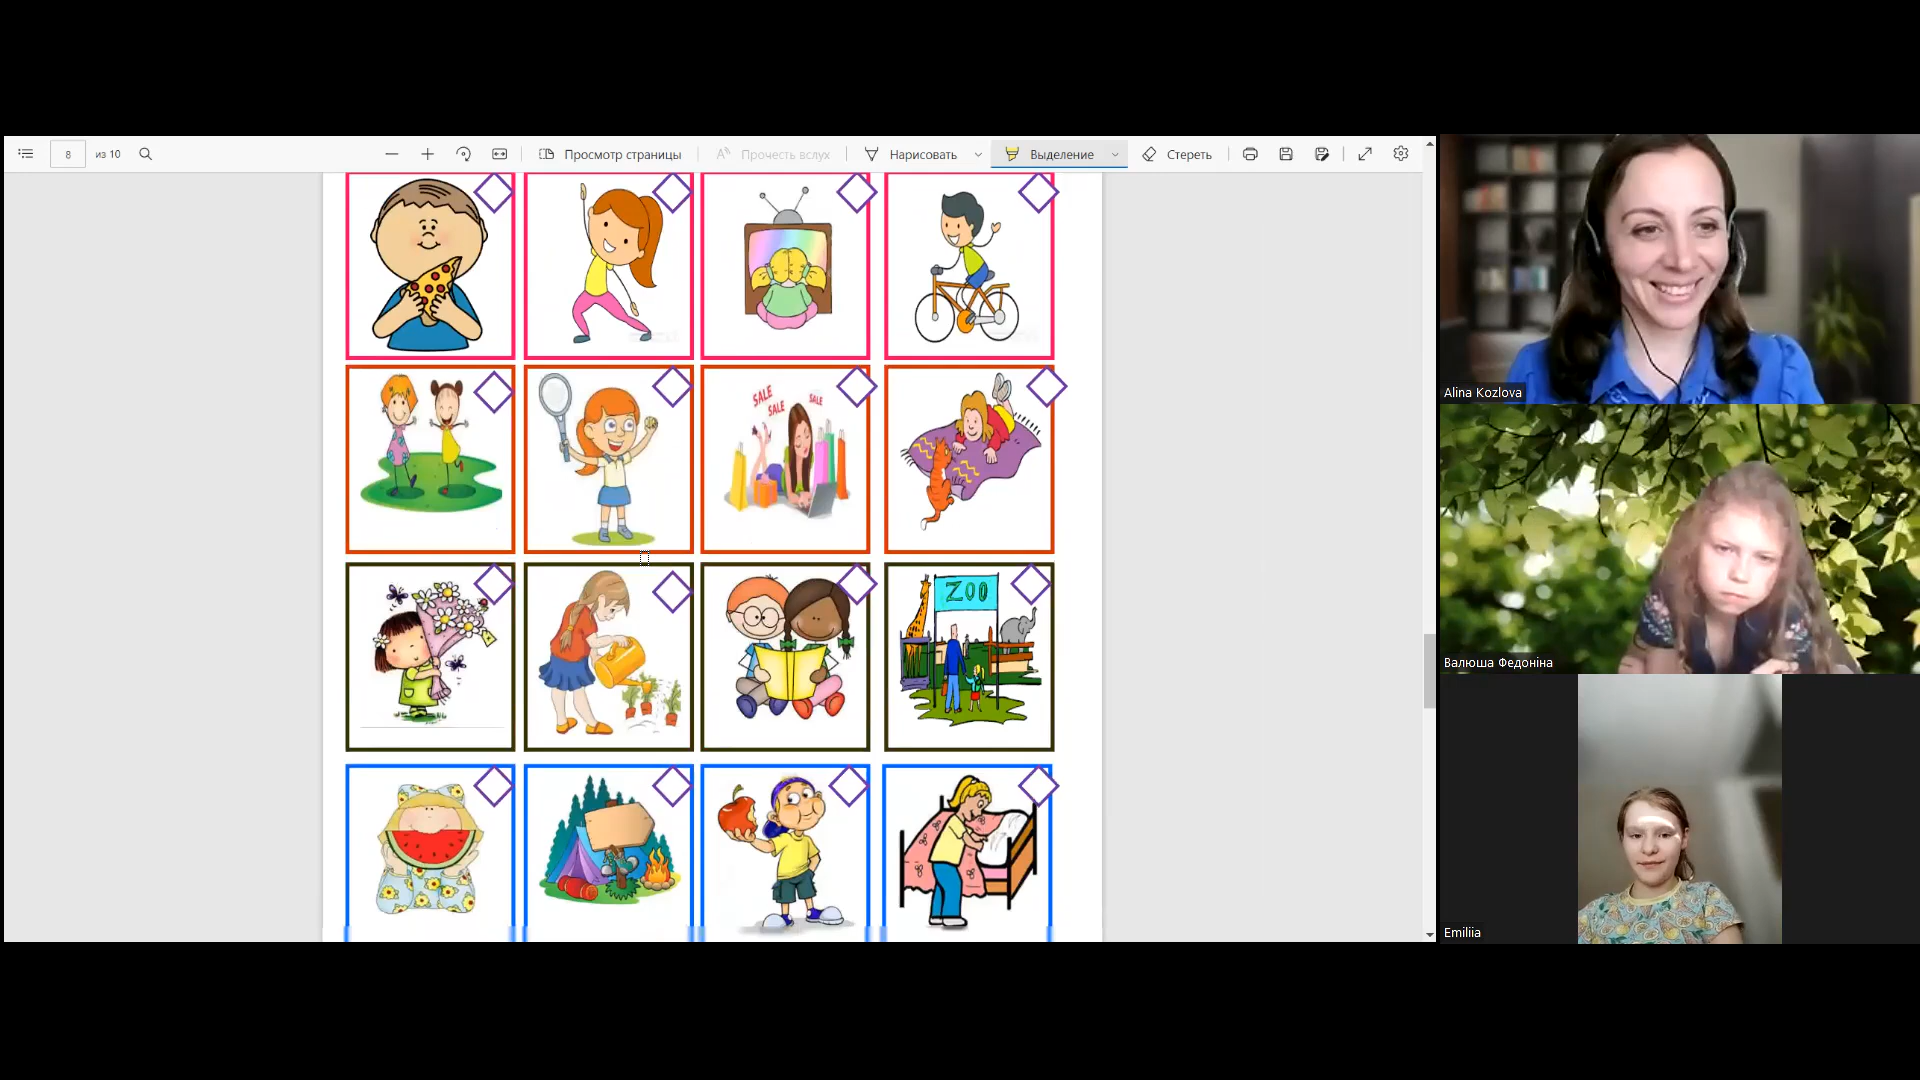 8 из 10
Просмотр страницы
Прочесть вслух
Нарисовать
Выделение
Стереть
SALE
SALE
SALE
ZOO
Alina Kozlova
Валюша Федоніна
Emiliia